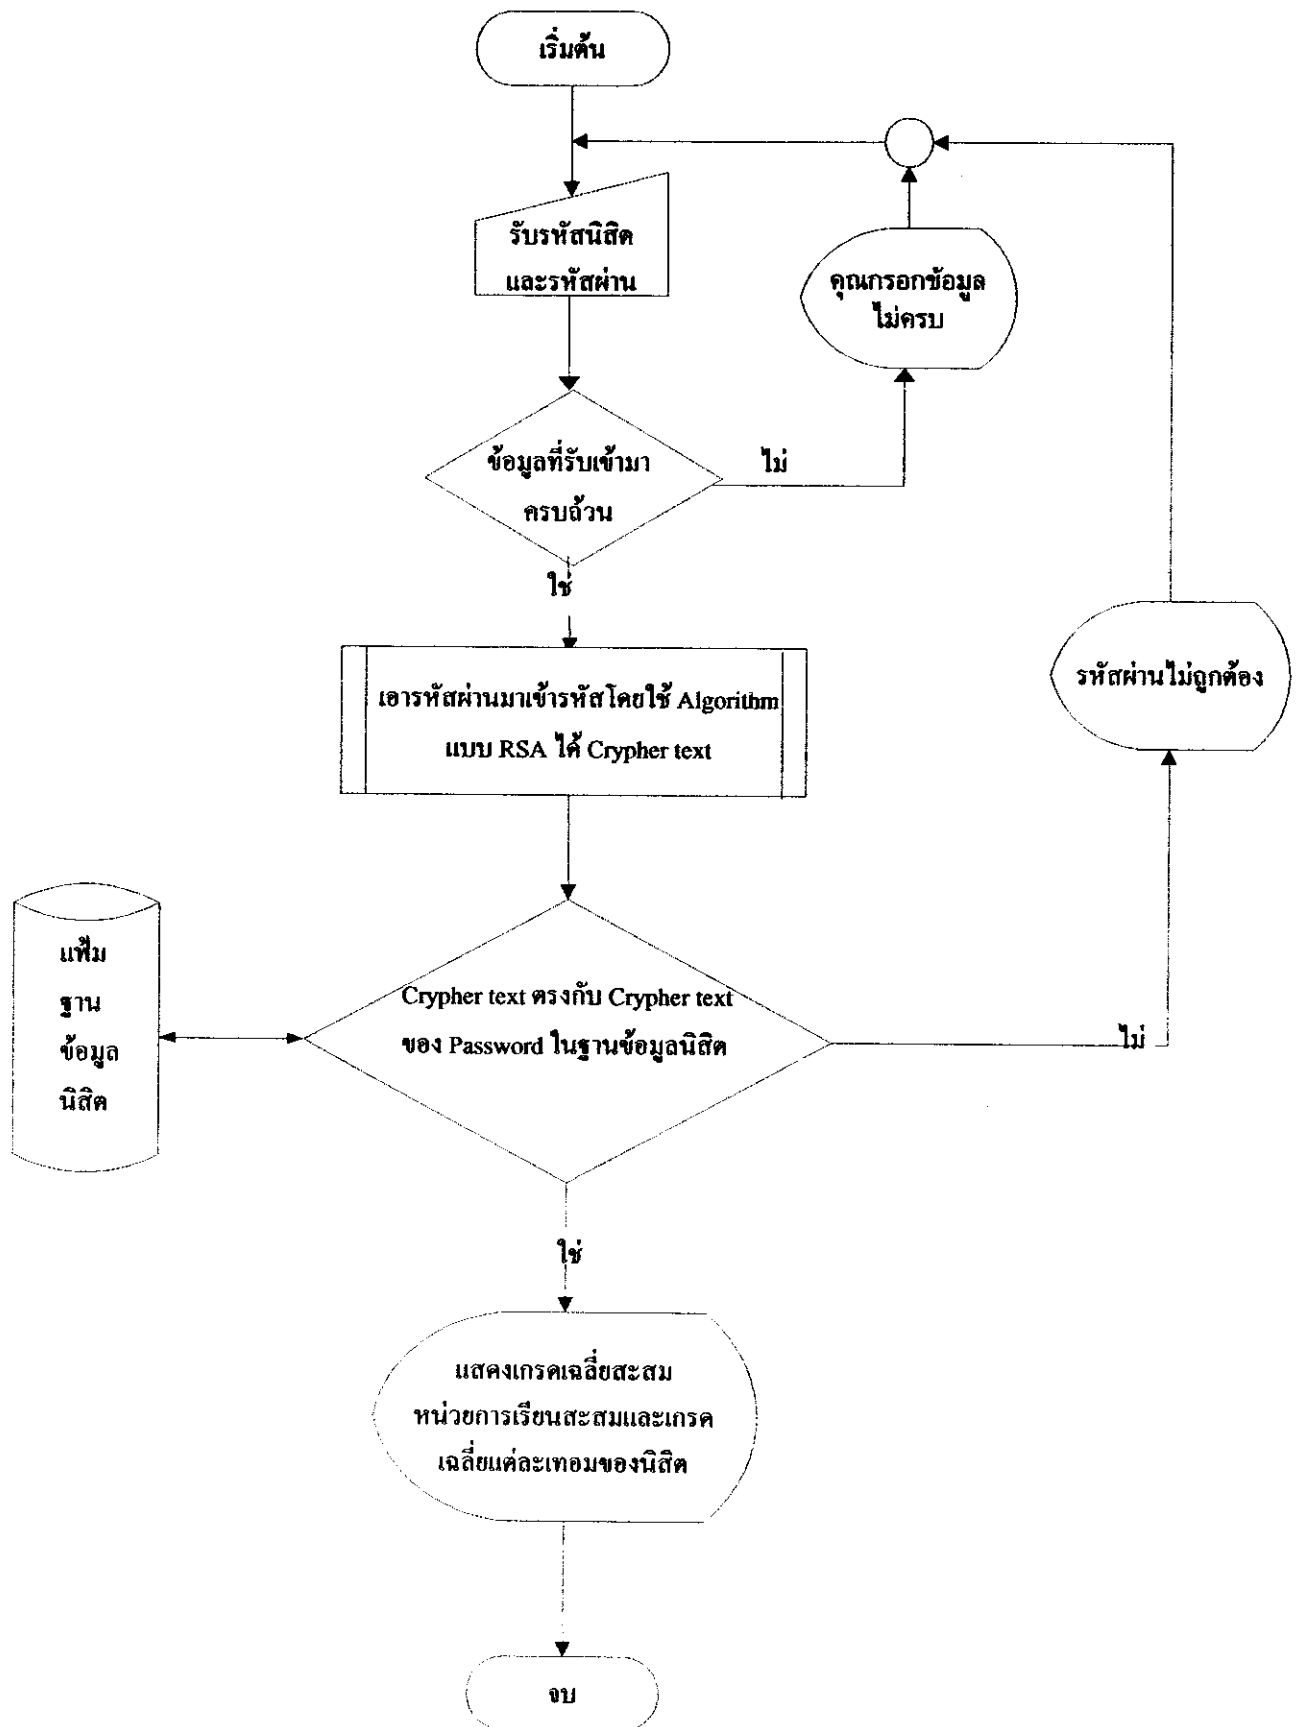 เริ่มต้น
รับรหัสนิสิต
และรหัสผ่าน
คุณกรอกข้อมูล
ไม่ครบ
ข้อมูลที่รับเข้ามา
ครบถ้วน
ไม่
ใช่
เอารหัสผ่านมาเข้ารหัสโดยใช้ Algorithm
แบบ RSA ได้ Crypher text
รหัสผ่านไม่ถูกต้อง
แฟ้ม
ฐาน
ข้อมูล
นิสิต
Crypher text ตรงกับ Crypher text
ของ Password ในฐานข้อมูลนิสิต
ไม่
ใช่
แสดงเกรดเฉลี่ยสะสม
หน่วยการเรียนสะสมและเกรด
เฉลี่ยแต่ละเทอมของนิสิต
จบ